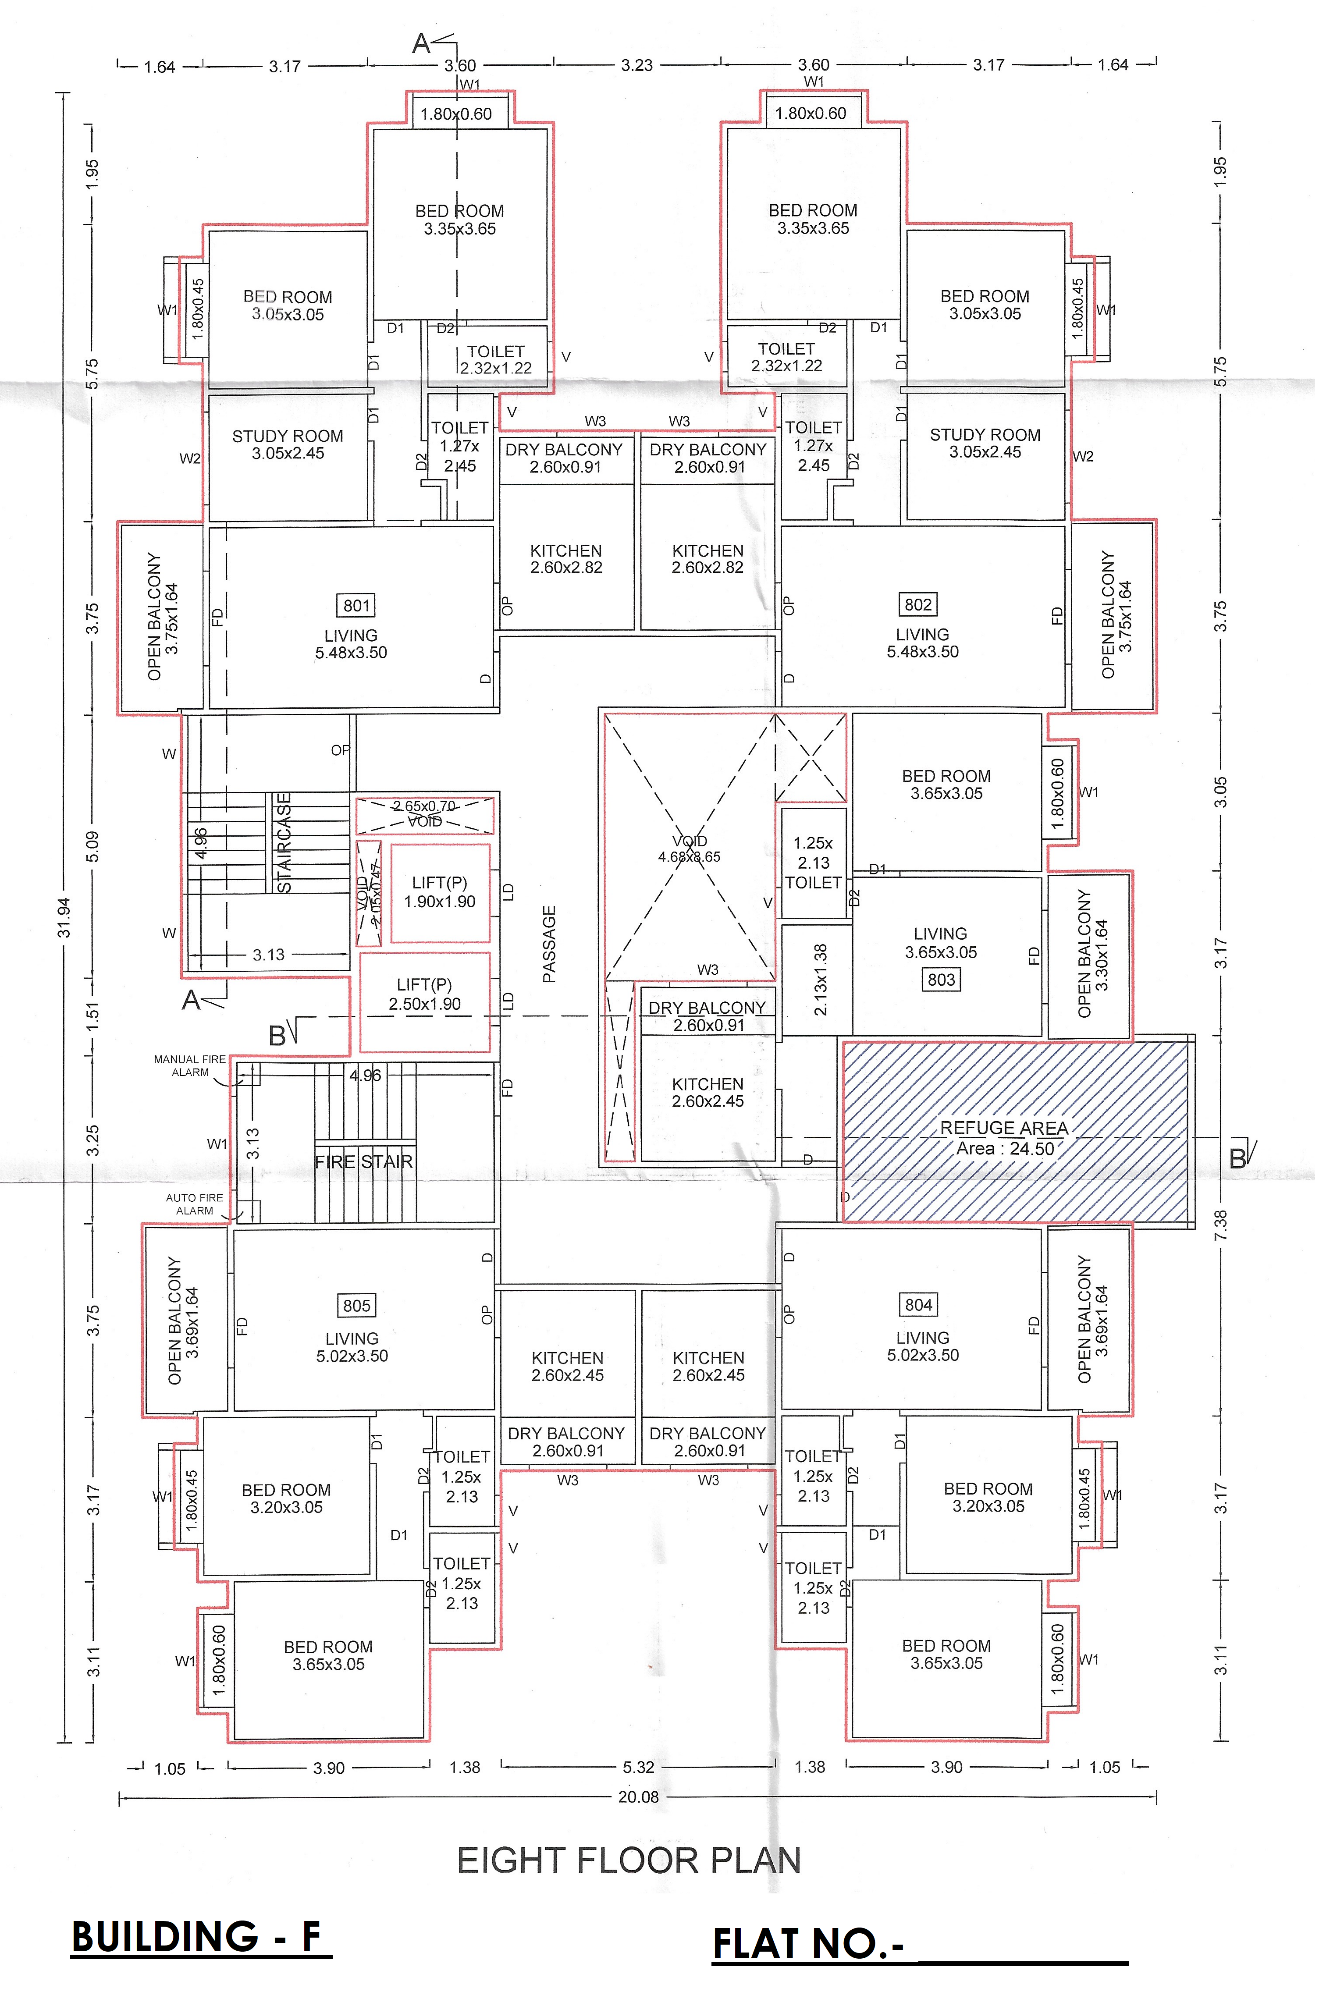 A
1.64 3.17 3.60 3.23 3.60 3.17 1.64
W1 W1
1.80x0.60 1.80x0.60
1.95 1.95
BED ROOM BED ROOM
3.35x3.65 3.35x3.65
BED ROOM BED ROOM
3.05x3.05 3.05x3.05
W1 1.80x0.45 1.80x0.45 W1
D1 D2 D2 D1
TOILET TOILET
2.32x1.22 2.32x1.22
D1 V V D1
5.75 5.75
D1 V W3 W3 V D1
STUDY ROOM TOILET DRY BALCONY DRY BALCONY TOILET STUDY ROOM
3.05x2.45 1.27x 2.60x0.91 2.60x0.91 1.27x 3.05x2.45
W2 D2 2.45 2.45 D2 W2
KITCHEN KITCHEN
2.60x2.82 2.60x2.82
OPEN BALCONY OPEN BALCONY
3.75x1.64 3.75x1.64
3.75 FD 801 OP OP 802 FD 3.75
LIVING LIVING
5.48x3.50 5.48x3.50
D D
W OP
BED ROOM
3.65x3.05
1.80x0.60 W1
3.05
2.65x0.70
VOID
4.96 STAIRCASE
5.09
VOID
4.68x8.65
1.25x
2.13
TOILET
D1
VOID 2.05x0.47
LIFT(P)
1.90x1.90
LD
V D2
31.94
W
3.13
PASSAGE
LIVING
3.65x3.05
803
FD
OPEN BALCONY
3.30x1.64
3.17
W3
2.13x1.38
A
LIFT(P)
2.50x1.90
LD
DRY BALCONY
2.60x0.91
1.51
B
MANUAL FIRE
ALARM
4.96
FD
KITCHEN
2.60x2.45
3.25 W1 3.13
FIRE STAIR
REFUGE AREA
Area : 24.50
B
D
AUTO FIRE
ALARM
D
7.38
D D
OPEN BALCONY OPEN BALCONY
3.69x1.64 3.69x1.64
3.75 FD 805 OP OP 804 FD
LIVING LIVING
5.02x3.50 5.02x3.50
KITCHEN KITCHEN
2.60x2.45 2.60x2.45
D1 DRY BALCONY DRY BALCONY D1
2.60x0.91 2.60x0.91
TOILET TOILET
1.25x 1.25x
2.13 2.13
D2 W3 W3 D2
BED ROOM BED ROOM
3.20x3.05 3.20x3.05
3.17 W1 1.80x0.45 1.80x0.45 W1 3.17
V V
D1 V V D1
TOILET TOILET
1.25x 1.25x
2.13 2.13
D2 D2
BED ROOM BED ROOM
3.65x3.05 3.65x3.05
3.11 W1 1.80x0.60 1.80x0.60 W1 3.11
1.05 3.90 1.38 5.32 1.38 3.90 1.05
20.08
EIGHT FLOOR PLAN
BUILDING - F
FLAT NO.-